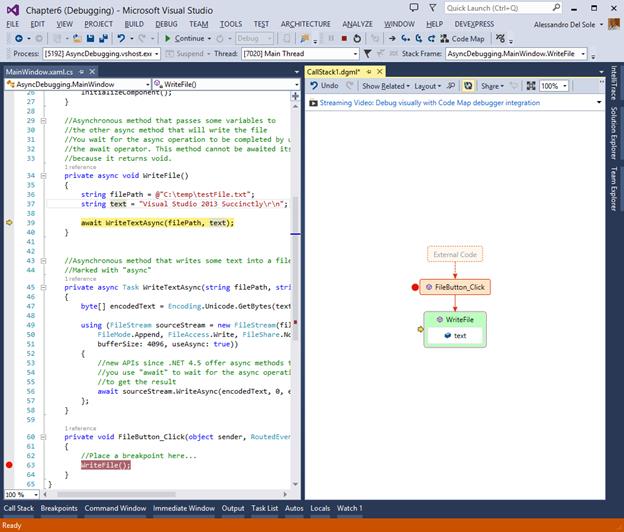 Chapter6 (Debugging) - Microsoft Visual Studio
Quick Launch (Ctrl+Q)
FILE EDIT VIEW PROJECT BUILD DEBUG TEAM TOOLS TEST ARCHITECTURE ANALYZE WINDOW HELP DEVEXPRESS
Alessandro Del Sole
Continue Debug Code Map
Process: [5192] AsyncDebugging.vshost.ex Suspend Thread: [7020] Main Thread Stack Frame: AsyncDebugging.MainWindow.WriteFile
MainWindow.xaml.cs
AsyncDebugging.MainWindow WriteFile()
26 InitializeComponent();
27 }
28
29 //Asynchronous method that passes some variables to
30 //the other async method that will write the file
31 //You wait for the async operation to be completed by u
32 //the await operator. This method cannot be awaited its
33 //because it returns void.
1 reference
34 private async void WriteFile()
35 {
36 string filePath = @"C:\temp\testFile.txt";
37 string text = "Visual Studio 2013 Succinctly\r\n";
38
39 await WriteTextAsync(filePath, text);
40 }
41
42
43 //Asynchronous method that writes some text into a file
44 //Marked with "async"
1 reference
45 private async Task WriteTextAsync(string filePath, stri
46 {
47 byte[] encodedText = Encoding.Unicode.GetBytes(text
48
49 using (FileStream sourceStream = new FileStream(fil
50 FileMode.Append, FileAccess.Write, FileShare.No
51 bufferSize: 4096, useAsync: true))
52 {
53 //new APIs since .NET 4.5 offer async methods t
54 //you use "await" to wait for the async operati
55 //to get the result
56 await sourceStream.WriteAsync(encodedText, 0, e
57 };
58 }
59
1 reference
60 private void FileButton_Click(object sender, RoutedEven
61 {
62 //Place a breakpoint here...
63 WriteFile();
64 }
65 }
100 %
CallStack1.dgml*
Undo Show Related Layout Share 100%
Streaming Video: Debug visually with Code Map debugger integration
External Code
FileButton_Click
WriteFile
text
IntelliTrace
Solution Explorer
Team Explorer
Call Stack Breakpoints Command Window Immediate Window Output Task List Autos Locals Watch 1
Ready